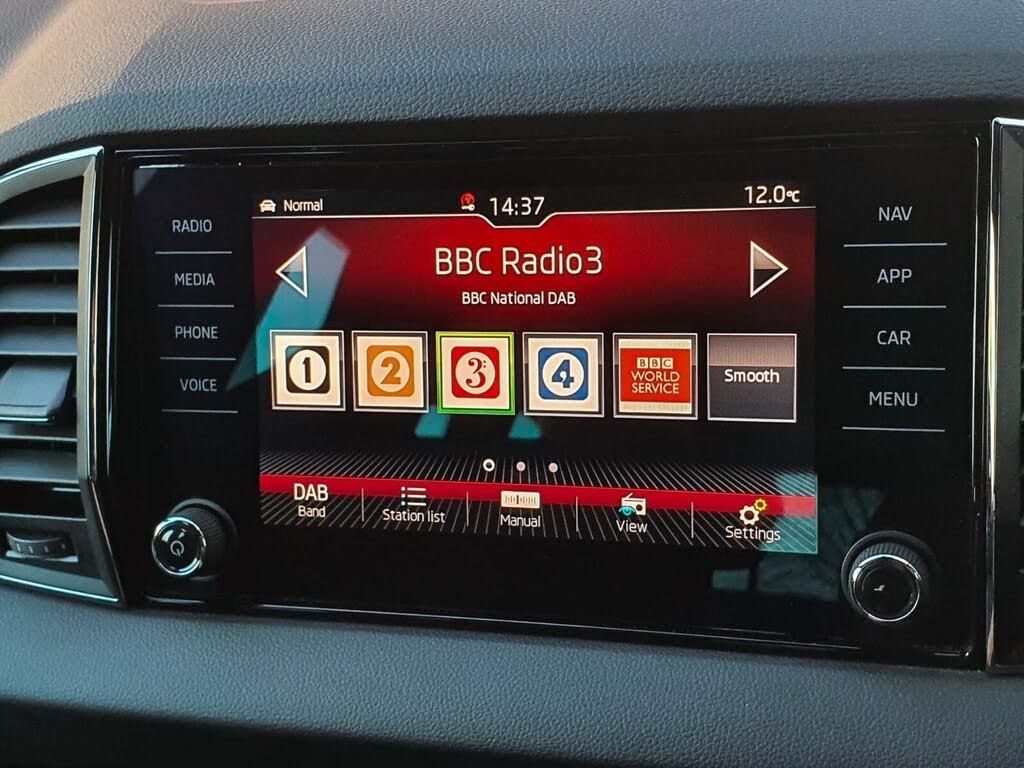 RADIO
MEDIA
PHONE
VOICE
Normal
14:37
12.0°C
BBC Radio3
BBC National DAB
1
2
3
4
BBC
WORLD
SERVICE
Smooth
DAB
Band
Station list
Manual
View
Settings
NAV
APP
CAR
MENU